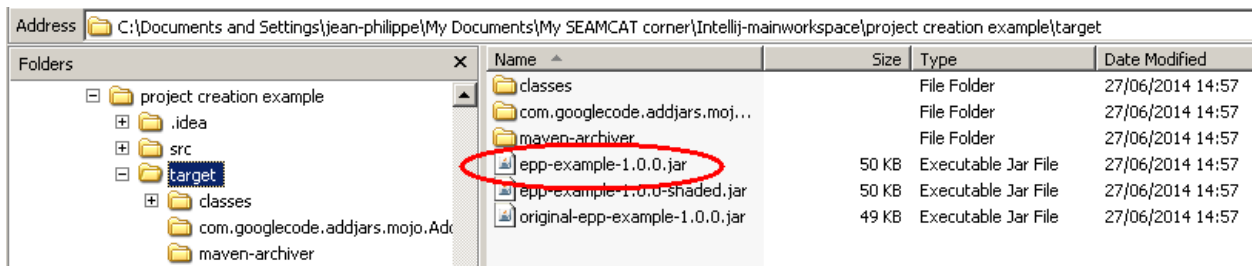 Address C:\Documents and Settings\jean-philippe\My Documents\My SEAMCAT corner\Intellij-mainworkspace\project creation example\target
Folders
project creation example
.idea
src
target
classes
com.googlecode.addjars.mojo.Add
maven-archiver
Name Size Type Date Modified
classes File Folder 27/06/2014 14:57
com.googlecode.addjars.moj... File Folder 27/06/2014 14:57
maven-archiver File Folder 27/06/2014 14:57
epp-example-1.0.0.jar 50 KB Executable Jar File 27/06/2014 14:57
epp-example-1.0.0-shaded.jar 50 KB Executable Jar File 27/06/2014 14:57
original-epp-example-1.0.0.jar 49 KB Executable Jar File 27/06/2014 14:57